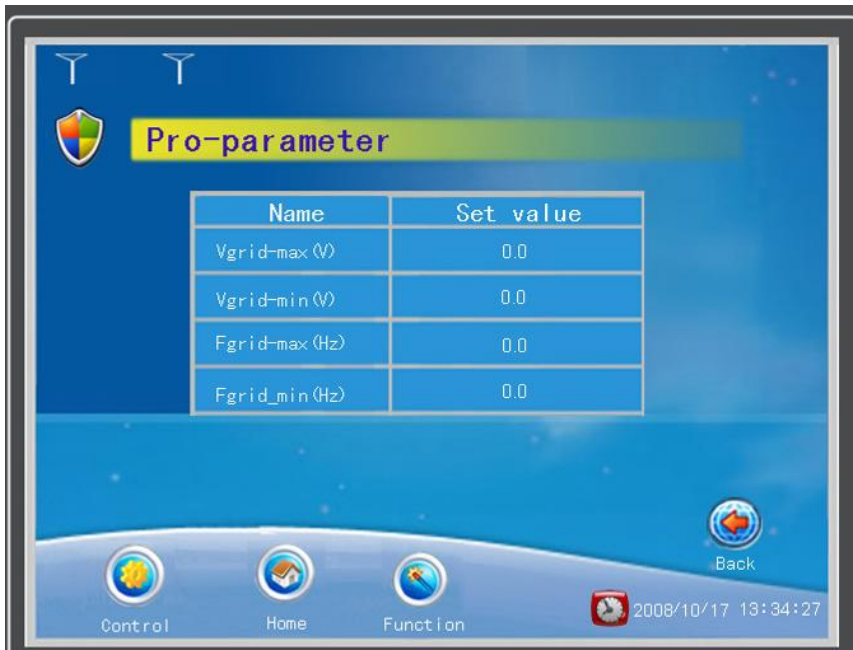 Pro-parameter
Name Set value
Vgrid-max(V) 0.0
Vgrid-min(V) 0.0
Fgrid-max(Hz) 0.0
Fgrid_min(Hz) 0.0
Back
Control Home Function 2008/10/17 13:34:27